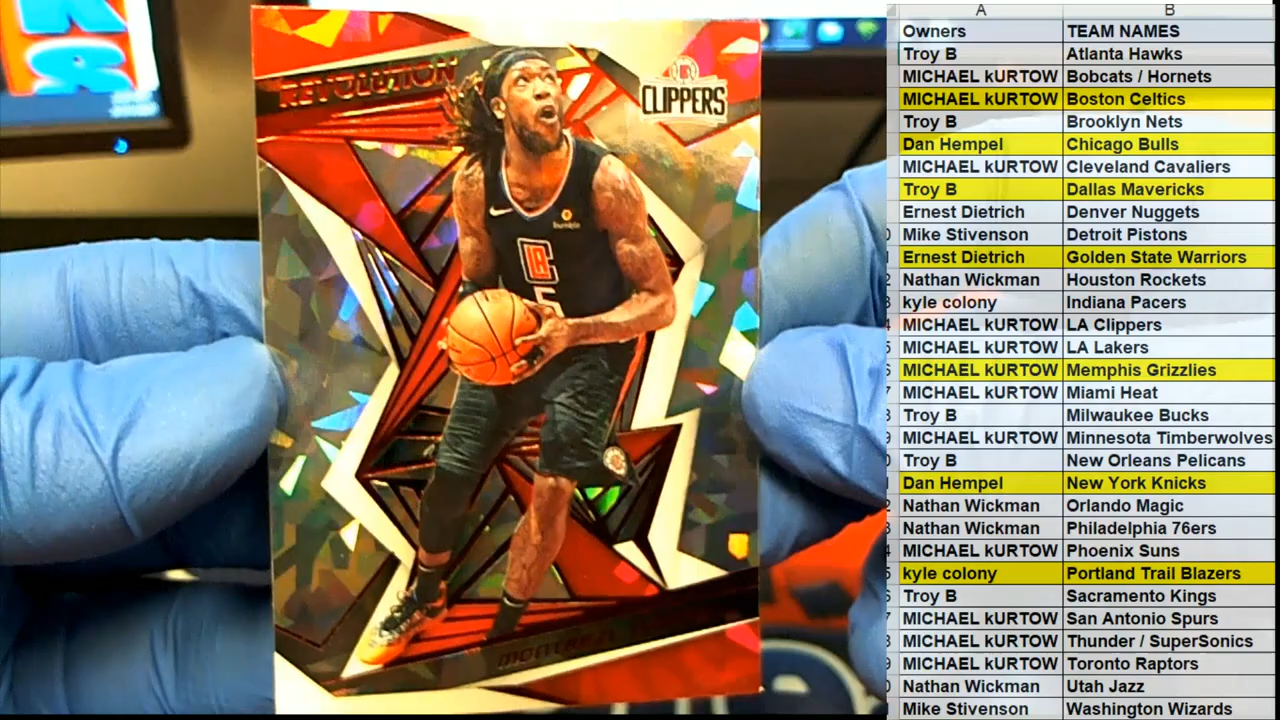 KS
&
REVOLUTION
CLIPPERS
bumble
LA
5
MONTREZL
A B
Owners TEAM NAMES
Troy B Atlanta Hawks
MICHAEL kURTOW Bobcats / Hornets
MICHAEL kURTOW Boston Celtics
Troy B Brooklyn Nets
Dan Hempel Chicago Bulls
MICHAEL kURTOW Cleveland Cavaliers
Troy B Dallas Mavericks
Ernest Dietrich Denver Nuggets
Mike Stivenson Detroit Pistons
Ernest Dietrich Golden State Warriors
Nathan Wickman Houston Rockets
kyle colony Indiana Pacers
MICHAEL kURTOW LA Clippers
MICHAEL kURTOW LA Lakers
MICHAEL kURTOW Memphis Grizzlies
MICHAEL kURTOW Miami Heat
Troy B Milwaukee Bucks
MICHAEL kURTOW Minnesota Timberwolves
Troy B New Orleans Pelicans
Dan Hempel New York Knicks
Nathan Wickman Orlando Magic
Nathan Wickman Philadelphia 76ers
MICHAEL kURTOW Phoenix Suns
kyle colony Portland Trail Blazers
Troy B Sacramento Kings
MICHAEL kURTOW San Antonio Spurs
MICHAEL kURTOW Thunder / SuperSonics
MICHAEL kURTOW Toronto Raptors
Nathan Wickman Utah Jazz
Mike Stivenson Washington Wizards